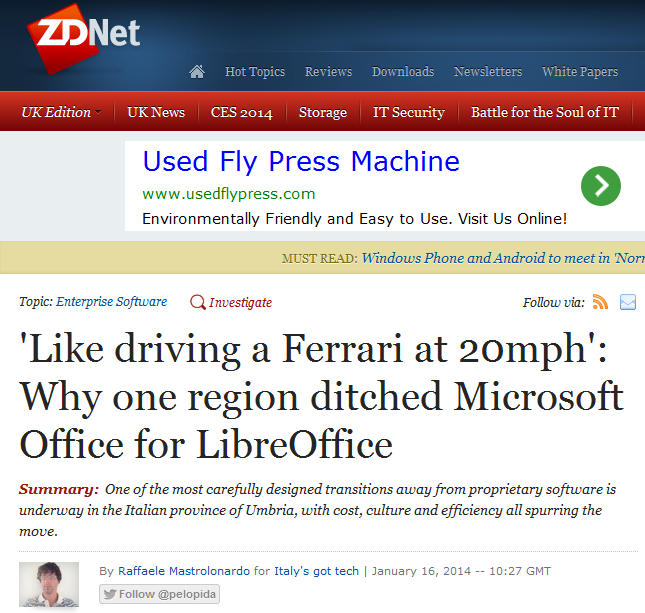 ZDNet
Hot Topics Reviews Downloads Newsletters White Papers
UK Edition UK News CES 2014 Storage IT Security Battle for the Soul of IT
Used Fly Press Machine
www.usedflypress.com
Environmentally Friendly and Easy to Use. Visit Us Online!
MUST READ: Windows Phone and Android to meet in 'Nor
Topic: Enterprise Software Investigate Follow via:
'Like driving a Ferrari at 20mph':
Why one region ditched Microsoft
Office for LibreOffice
Summary: One of the most carefully designed transitions away from proprietary software is
underway in the Italian province of Umbria, with cost, culture and efficiency all spurring the
move.
By Raffaele Mastrolonardo for Italy's got tech | January 16, 2014 -- 10:27 GMT
Follow @pelopida